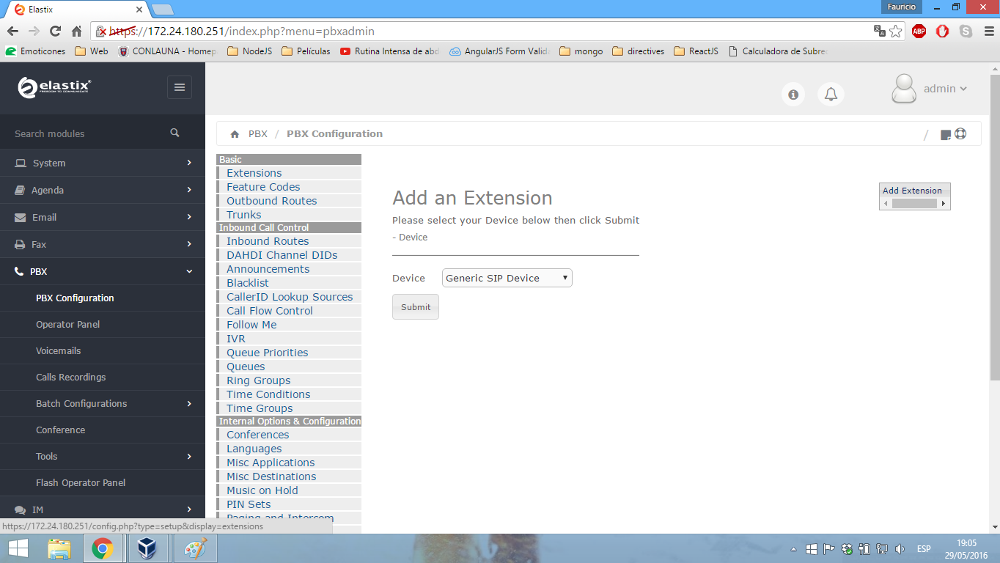 Elastix
Fauricio
https://172.24.180.251/index.php?menu=pbxadmin
ABP
Emoticones Web CONLAUNA - Homep NodeJS Películas Rutina Intensa de abd AngularJS Form Valid mongo directives ReactJS Calculadora de Subre
elastix
FREEDOM TO COMMUNICATE
admin
Search modules
System
Agenda
Email
Fax
PBX
PBX Configuration
Operator Panel
Voicemails
Calls Recordings
Batch Configurations
Conference
Tools
Flash Operator Panel
IM
PBX / PBX Configuration /
Basic
Extensions
Feature Codes
Outbound Routes
Trunks
Inbound Call Control
Inbound Routes
DAHDI Channel DIDs
Announcements
Blacklist
CallerID Lookup Sources
Call Flow Control
Follow Me
IVR
Queue Priorities
Queues
Ring Groups
Time Conditions
Time Groups
Internal Options & Configuration
Conferences
Languages
Misc Applications
Misc Destinations
Music on Hold
PIN Sets
Paging and Intercom
Add an Extension
Please select your Device below then click Submit
- Device
Device Generic SIP Device
Submit
Add Extension
https://172.24.180.251/config.php?type=setup&display=extensions
ESP
19:05
29/05/2016